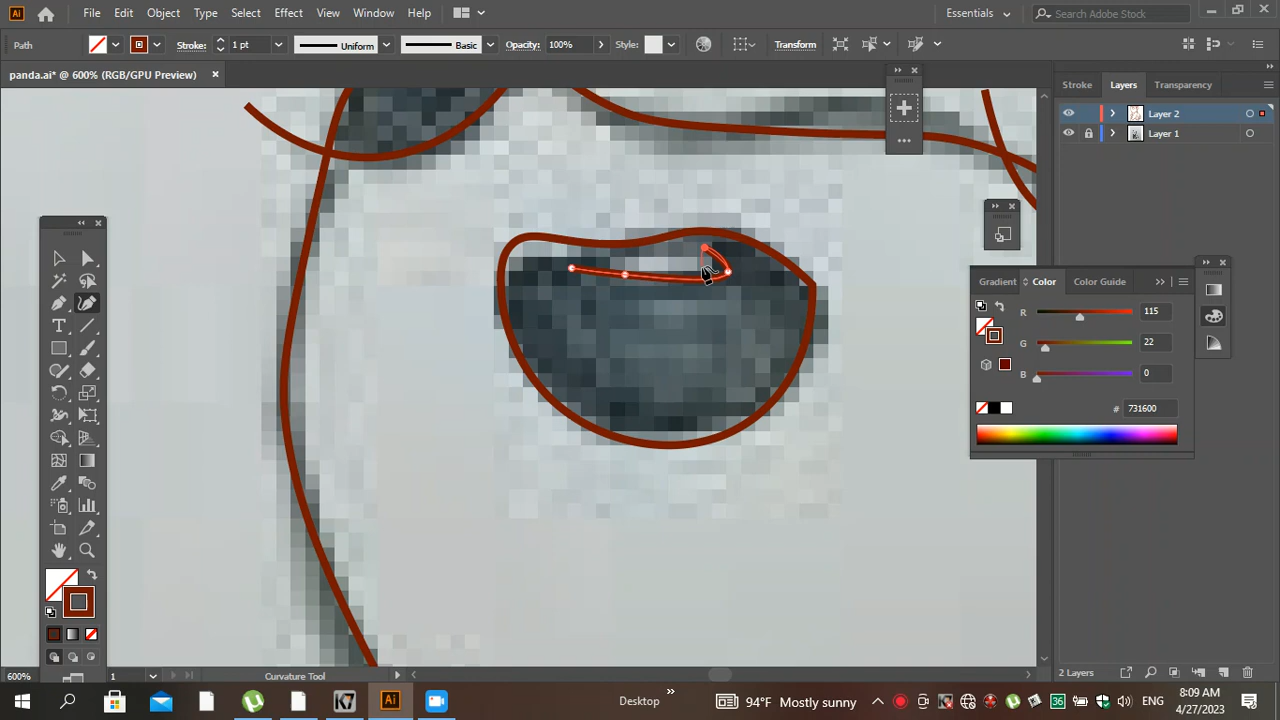 Ai File Edit Object Type Select Effect View Window Help Essentials Search Adobe Stock
Path Stroke: 1 pt Uniform Basic Opacity: 100% Style: Transform
panda.ai* @ 600% (RGB/GPU Preview)
Stroke Layers Transparency
Layer 2
Layer 1
Gradient Color Color Guide
R 115
G 22
B 0
# 731600
600% 1 Curvature Tool 2 Layers
Desktop 94°F Mostly sunny ENG 8:09 AM
4/27/2023